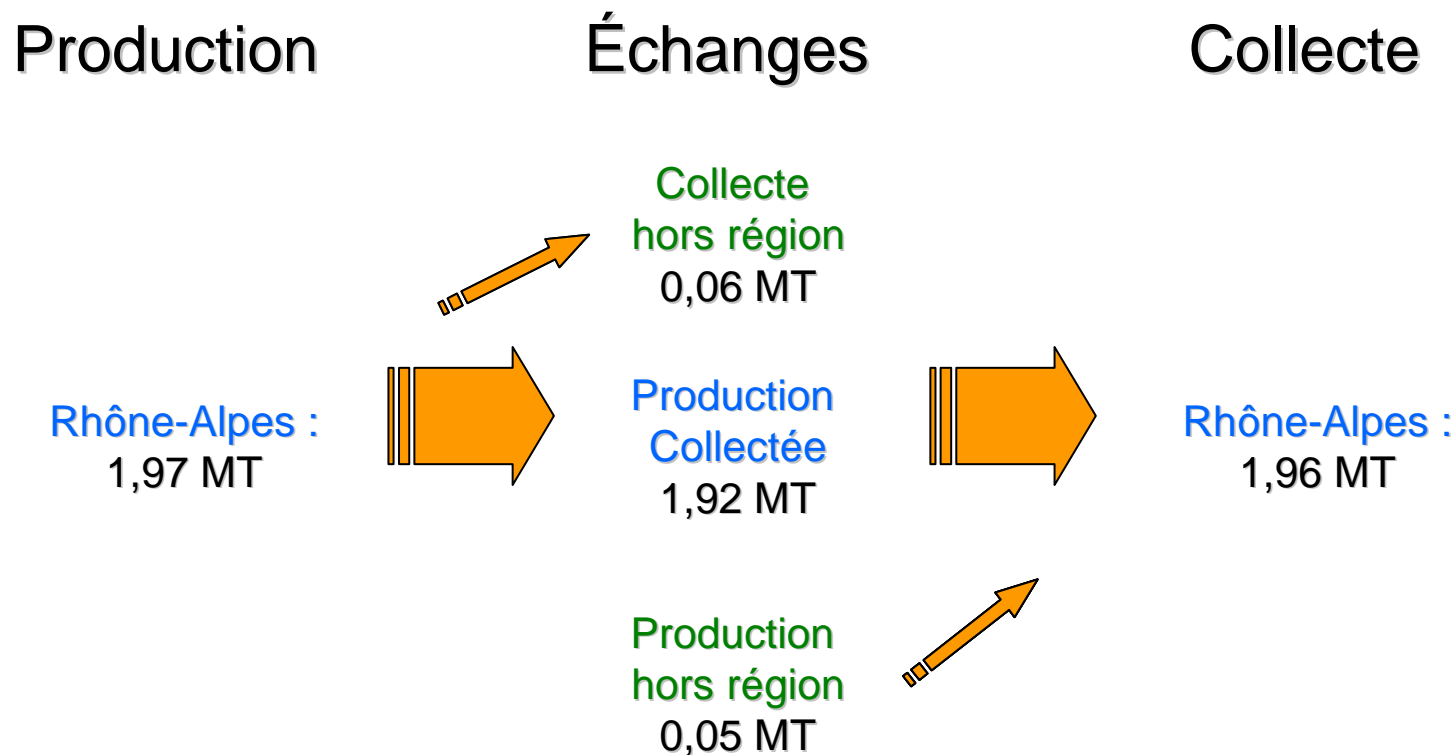 Production
Échanges
Collecte
Collecte
hors région
0,06 MT
Rhône-Alpes :
1,97 MT
Production
Collectée
1,92 MT
Rhône-Alpes :
1,96 MT
Production
hors région
0,05 MT